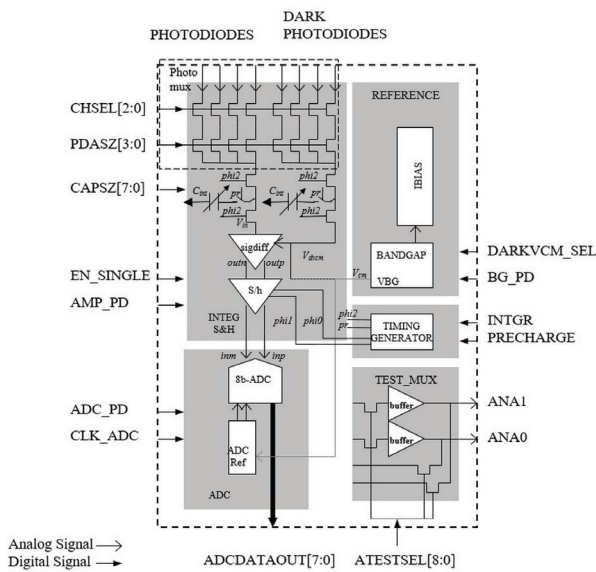 DARK
PHOTODIODES PHOTODIODES
Photo
mux
REFERENCE
CHSEL[2:0]
PDASZ[3:0]
IBIAS
phi2 phi2
CAPSZ[7:0]
Cint pr Cint pr
phi2 phi2
Vin
sigdiff
BANDGAP
DARKVCM_SEL
outn outp
Vdvcm
Vcm
VBG
EN_SINGLE
BG_PD
S/h
AMP_PD
INTEG
S&H
phi1 phi0
phi2
pr
TIMING
GENERATOR
INTGR
PRECHARGE
inm inp
8b-ADC
TEST_MUX
buffer
ANA1
ADC_PD
CLK_ADC
buffer
ANA0
ADC
Ref
ADC
Analog Signal
Digital Signal
ADCDATAOUT[7:0] ATESTSEL[8:0]